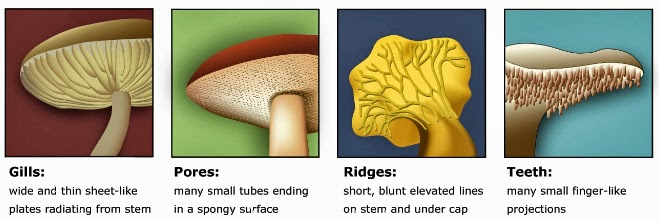 Gills:
wide and thin sheet-like
plates radiating from stem
Pores:
many small tubes ending
in a spongy surface
Ridges:
short, blunt elevated lines
on stem and under cap
Teeth:
many small finger-like
projections